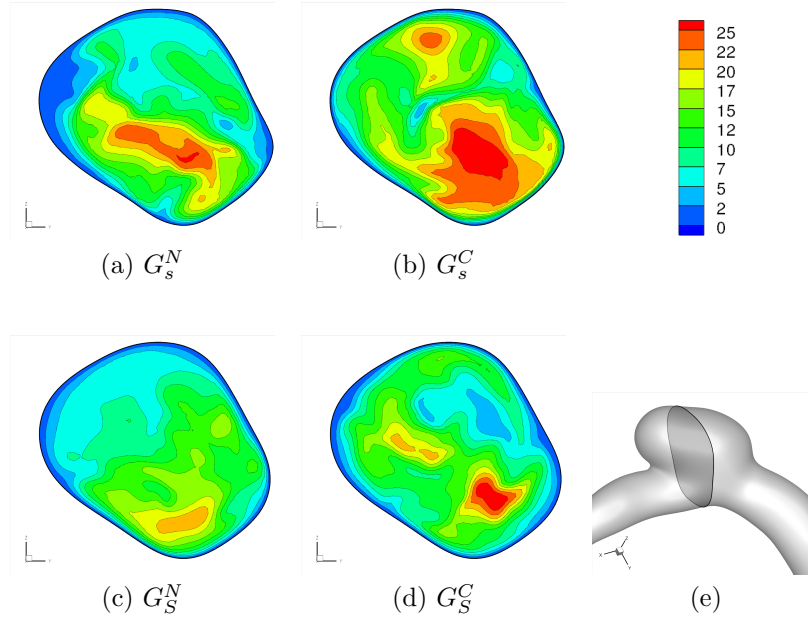 25
22
20
17
15
12
10
7
5
2
0
Z
Y
Z
Y
(a) $G_s^N$
(b) $G_s^C$
Z
Y
Z
Y
Z
X
Y
(c) $G_S^N$
(d) $G_S^C$
(e)